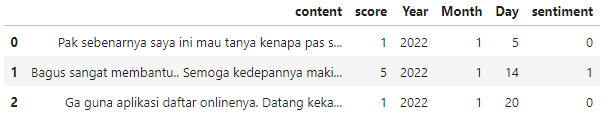 content score Year Month Day sentiment
0 Pak sebenarnya saya ini mau tanya kenapa pas s... 1 2022 1 5 0
1 Bagus sangat membantu.. Semoga kedepannya maki... 5 2022 1 14 1
2 Ga guna aplikasi daftar onlinenya. Datang keka... 1 2022 1 20 0